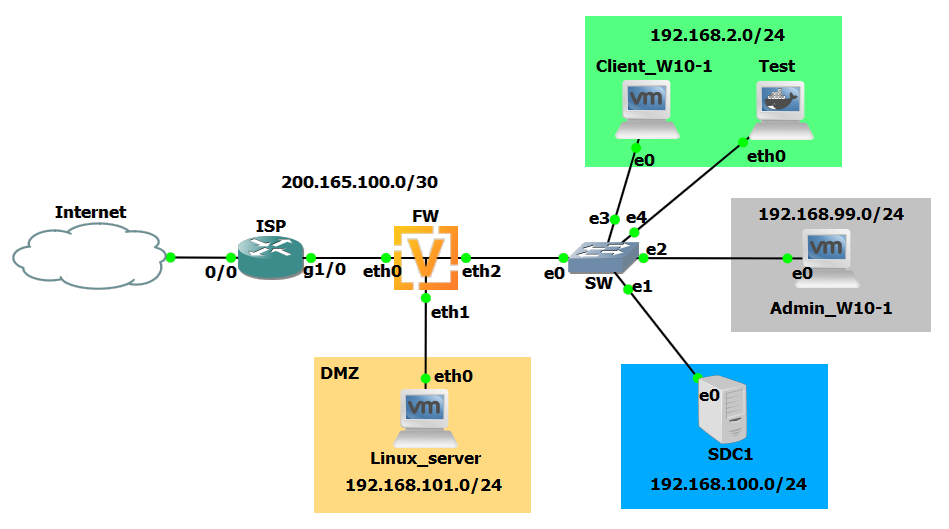 192.168.2.0/24
Client_W10-1
Test
vm
e0
eth0
200.165.100.0/30
Internet
ISP
FW
e3
e4
192.168.99.0/24
vm
0/0
g1/0
eth0
V
eth2
e0
SW
e2
e0
e1
Admin_W10-1
eth1
DMZ
eth0
vm
e0
Linux_server
SDC1
192.168.101.0/24
192.168.100.0/24